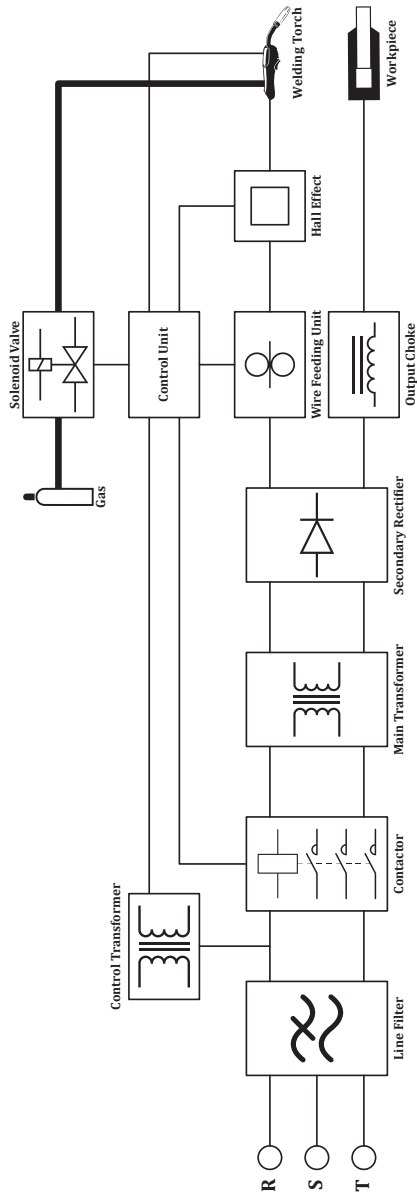 R
S
T
Line Filter
Control Transformer
Contactor
Main Transformer
Secondary Rectifier
Gas
Solenoid Valve
Control Unit
Wire Feeding Unit
Output Choke
Hall Effect
Welding Torch
Workpiece